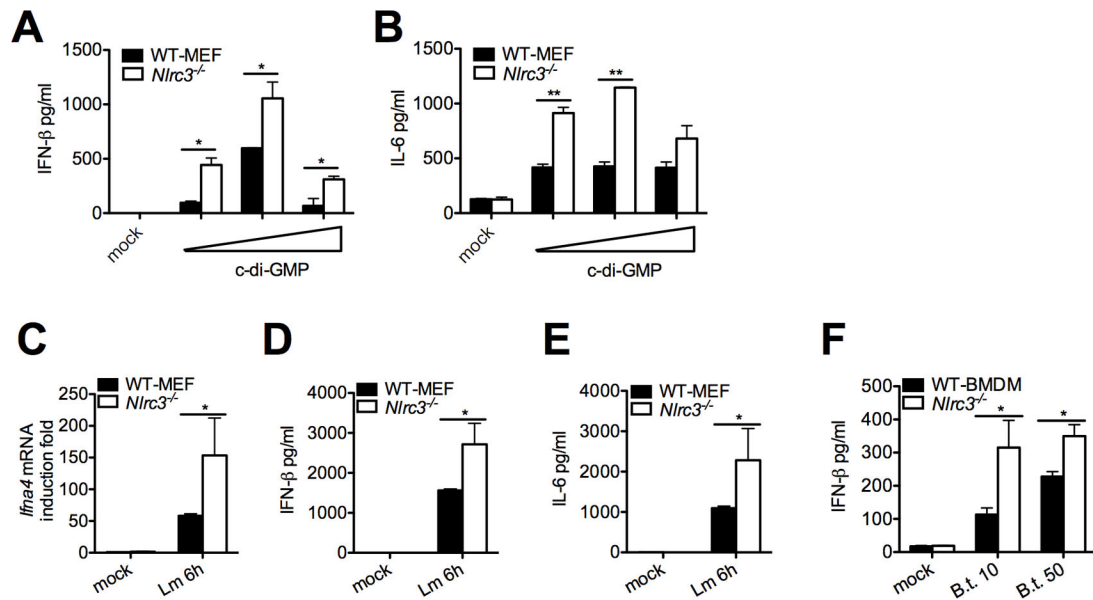 A
WT-MEF
Nlrc3-/-
IFN-β pg/ml
1500
1000
500
0
*
*
*
mock
c-di-GMP
B
WT-MEF
Nlrc3-/-
IL-6 pg/ml
1500
1000
500
0
**
**
mock
c-di-GMP
C
WT-MEF
Nlrc3-/-
Ifna4 mRNA
induction fold
250
200
150
100
50
0
*
mock
Lm 6h
D
WT-MEF
Nlrc3-/-
IFN-β pg/ml
4000
3000
2000
1000
0
*
mock
Lm 6h
E
WT-MEF
Nlrc3-/-
IL-6 pg/ml
4000
3000
2000
1000
0
*
mock
Lm 6h
F
WT-BMDM
Nlrc3-/-
IFN-β pg/ml
500
400
300
200
100
0
*
*
mock
B.t. 10
B.t. 50